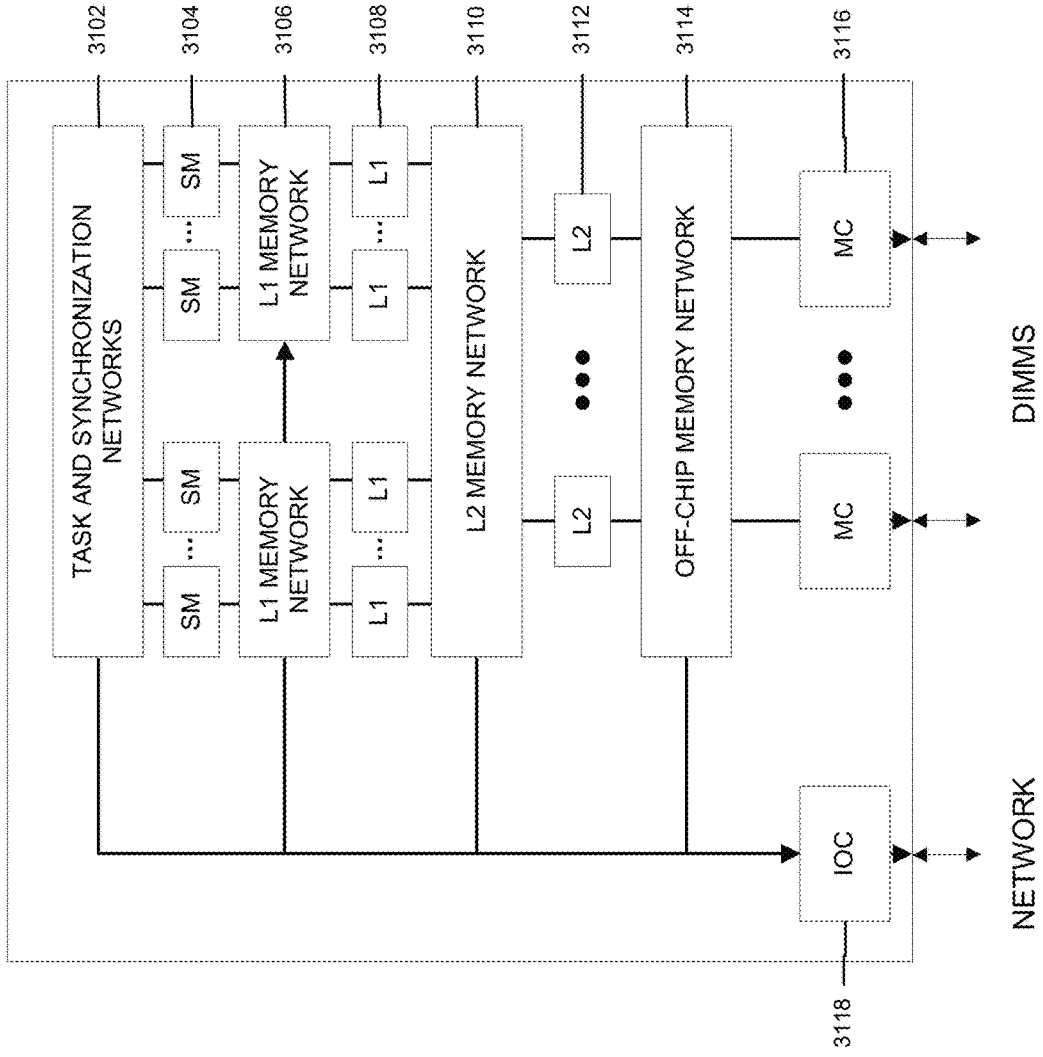 3102
3104
3106
3108
3110
3112
3114
3116
TASK AND SYNCHRONIZATION
NETWORKS
SM
...
SM
SM
...
SM
L1 MEMORY
NETWORK
L1 MEMORY
NETWORK
L1
...
L1
L1
...
L1
L2 MEMORY NETWORK
L2
L2
OFF-CHIP MEMORY NETWORK
IOC
MC
MC
3118
NETWORK
DIMMS